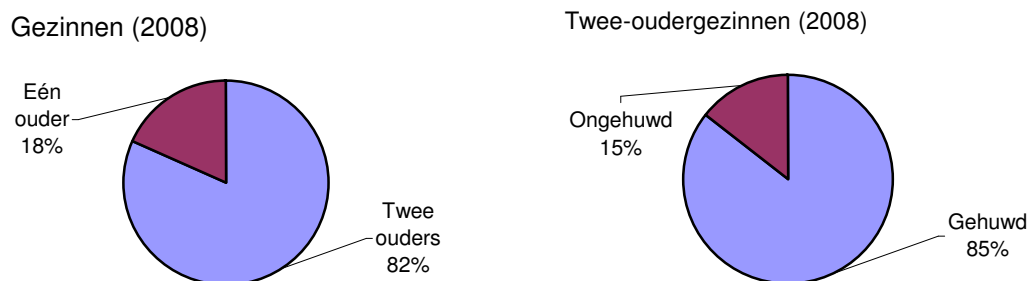 Gezinnen (2008)
Eén
ouder
18%
Twee
ouders
82%
Twee-oudergezinnen (2008)
Ongehuwd
15%
Gehuwd
85%